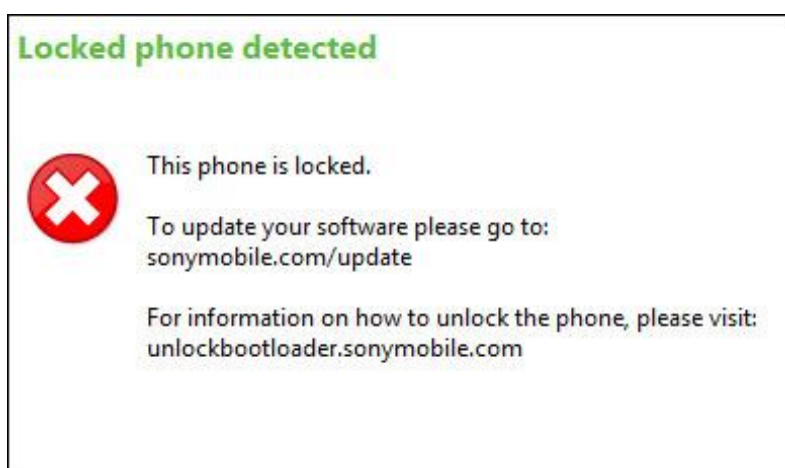 Locked phone detected
This phone is locked.
To update your software please go to:
sonymobile.com/update
For information on how to unlock the phone, please visit:
unlockbootloader.sonymobile.com